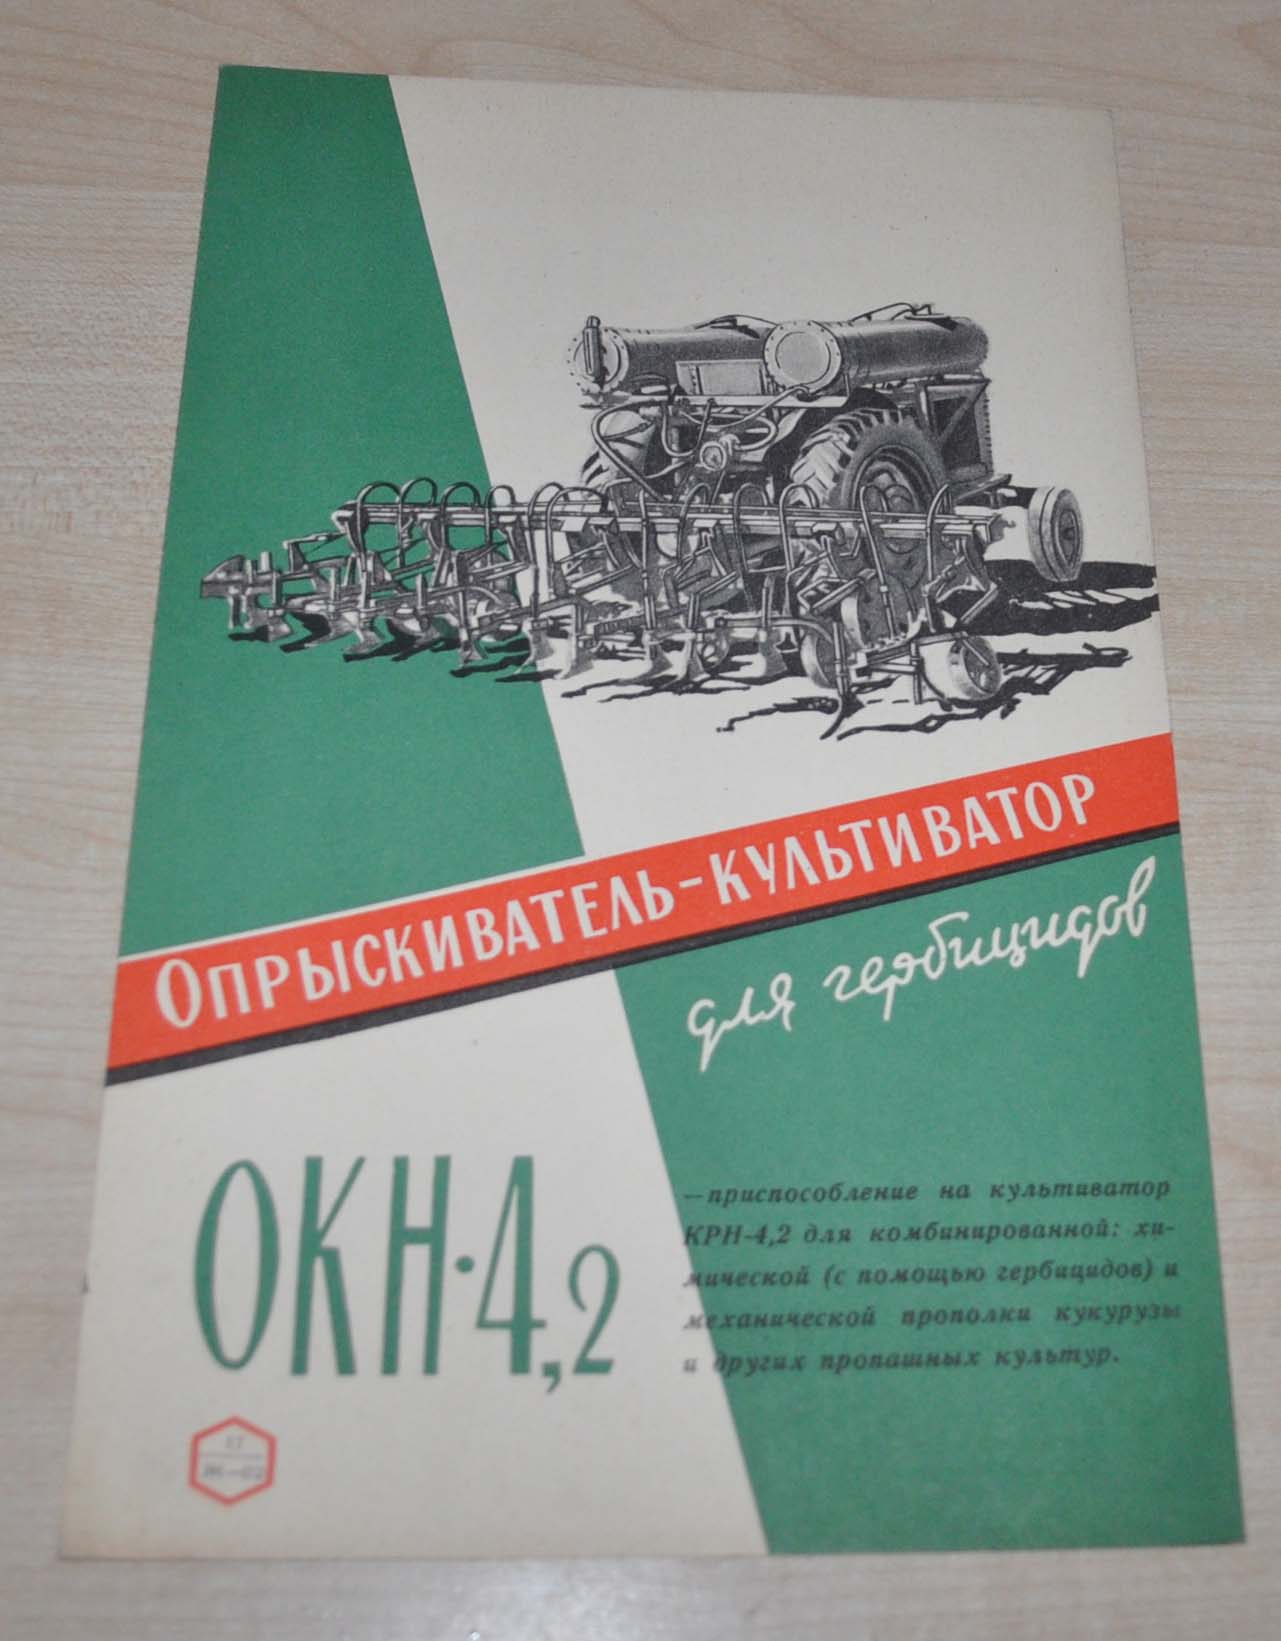 Опрыскиватель-культиватор
для гербицидов
ОКН-4,2
—приспособление на культиватор
КРН-4,2 для комбинированной: хи-
мической (с помощью гербицидов) и
механической прополки кукурузы
и других пропашных культур.
17